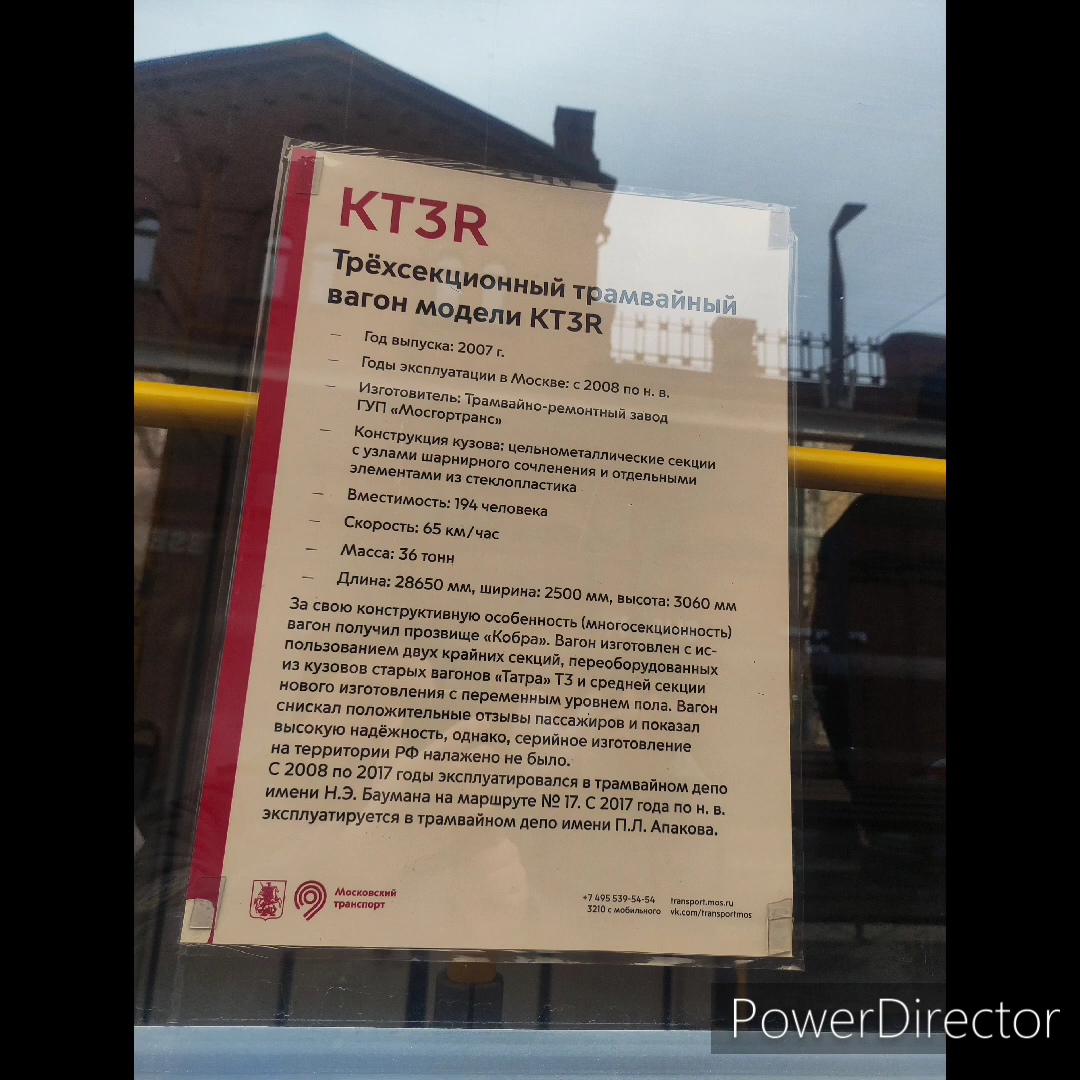 KT3R
Трёхсекционный трамвайный
вагон модели KT3R
— Год выпуска: 2007 г.
— Годы эксплуатации в Москве: с 2008 по н. в.
— Изготовитель: Трамвайно-ремонтный завод
ГУП «Мосгортранс»
— Конструкция кузова: цельнометаллические секции
с узлами шарнирного сочленения и отдельными
элементами из стеклопластика
— Вместимость: 194 человека
— Скорость: 65 км/час
— Масса: 36 тонн
— Длина: 28650 мм, ширина: 2500 мм, высота: 3060 мм
За свою конструктивную особенность (многосекционность)
вагон получил прозвище «Кобра». Вагон изготовлен с ис-
пользованием двух крайних секций, переоборудованных
из кузовов старых вагонов «Татра» Т3 и средней секции
нового изготовления с переменным уровнем пола. Вагон
снискал положительные отзывы пассажиров и показал
высокую надёжность, однако, серийное изготовление
на территории РФ налажено не было.
С 2008 по 2017 годы эксплуатировался в трамвайном депо
имени Н.Э. Баумана на маршруте № 17. С 2017 года по н. в.
эксплуатируется в трамвайном депо имени П.Л. Апакова.
Московский
транспорт
+7 495 539-54-54
3210 с мобильного
transport.mos.ru
vk.com/transportmos
PowerDirector